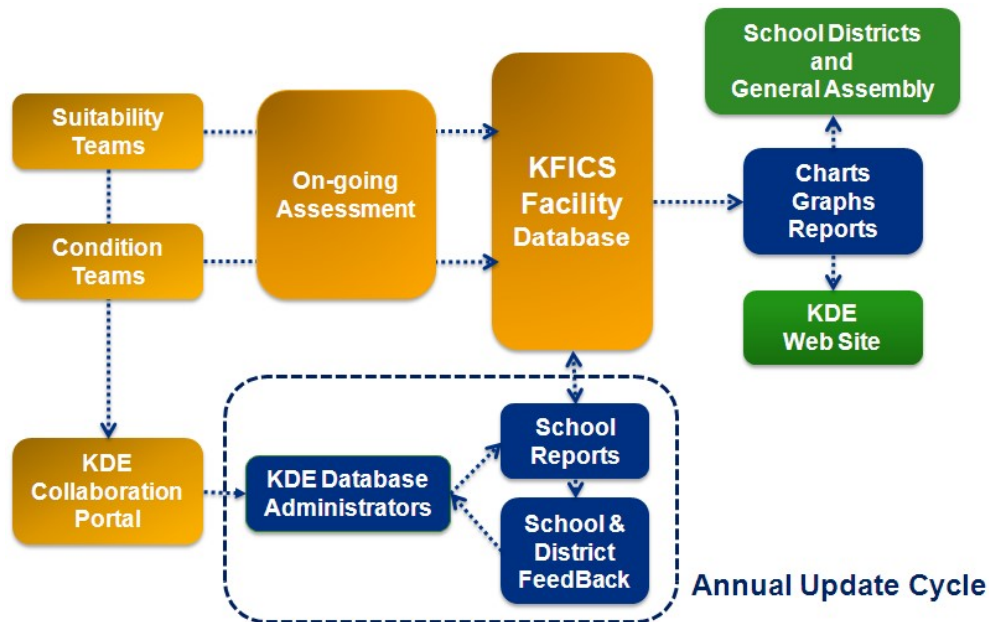 School Districts
and
General Assembly
Suitability
Teams
On-going
Assessment
KFICS
Facility
Database
Charts
Graphs
Reports
Condition
Teams
KDE
Web Site
KDE
Collaboration
Portal
KDE Database
Administrators
School
Reports
School &
District
FeedBack
Annual Update Cycle